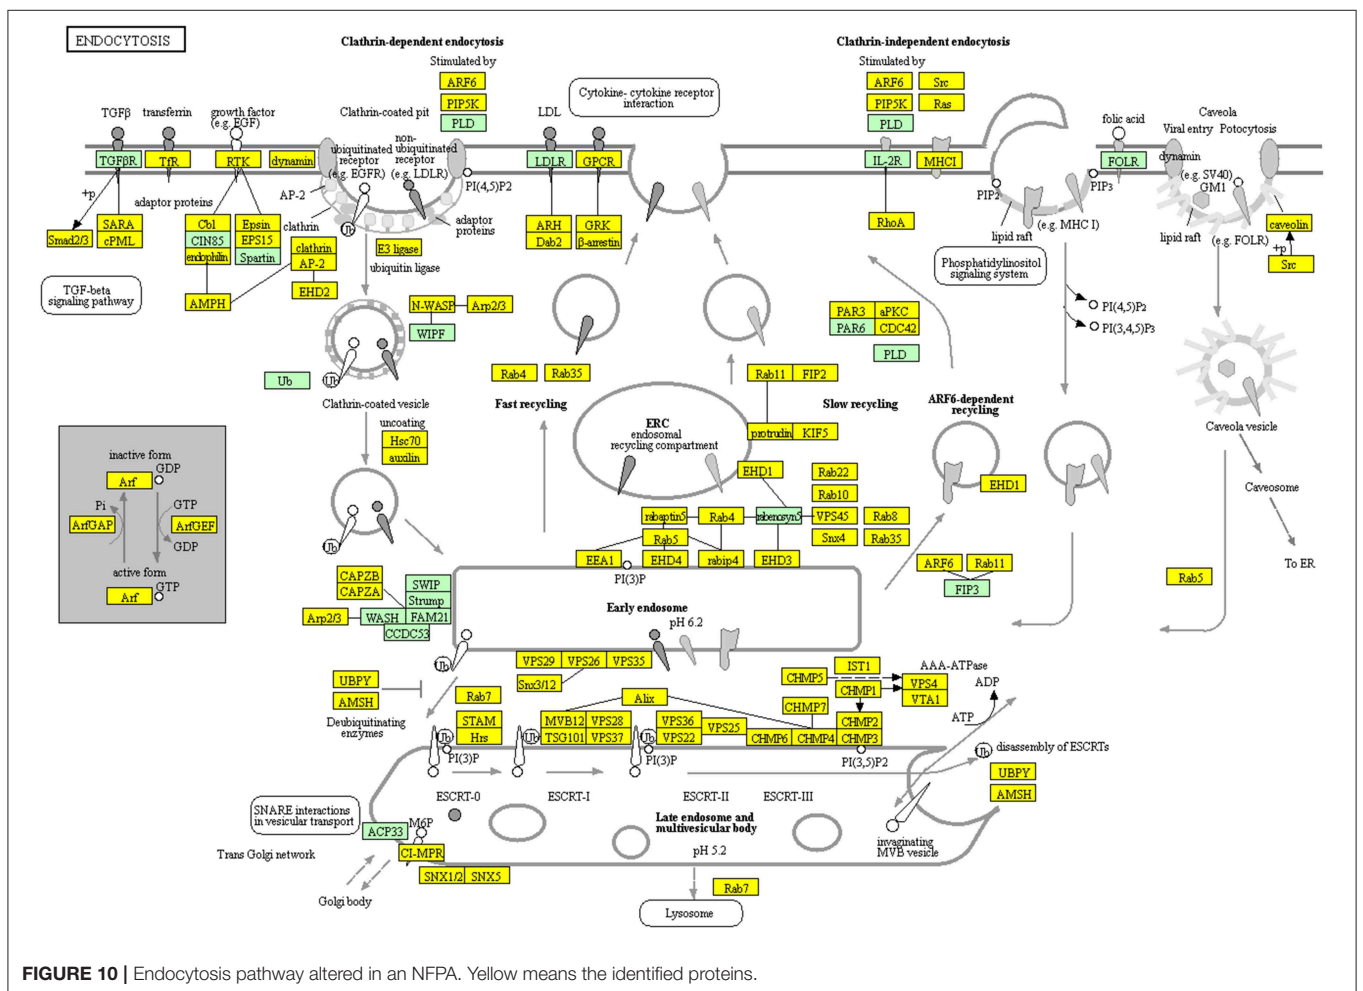 ENDOCYTOSIS
Clathrin-dependent endocytosis
Stimulated by
ARF6
PIP5K
PLD
Clathrin-independent endocytosis
Stimulated by
ARF6 Src
PIP5K Ras
PLD
Cytokine- cytokine receptor
interaction
TGFβ transferrin growth factor
(e.g. EGF)
Clathrin-coated pit
LDL
folic acid
Caveola
Viral entry Potocytosis
TGFβR TfR RTK dynamin
ubiquitinated
receptor
(e.g. EGFR)
non-
ubiquitinated
receptor
(e.g. LDLR)
LDLR GPCR
IL-2R MHCI
FOLR
dynamin
(e.g. SV40)
GM1
PI(4,5)P2
PIP2
PIP3
+p
adaptor proteins
AP-2
clathrin
adaptor
proteins
Ub
Smad2/3
SARA
cPML
Cbl
CIN85
endophilin
Epsin
EPS15
Spartin
clathrin
AP-2
EHD2
AMPH
TGF-beta
signaling pathway
E3 ligase
ubiquitin ligase
ARH
Dab2
GRK
β-arrestin
RhoA
lipid raft
(e.g. MHC I)
Phosphatidylinositol
signaling system
lipid raft
(e.g. FOLR)
caveolin
+p
Src
N-WASP Arp2/3
WIPF
Ub
Ub
Clathrin-coated vesicle
uncoating
Hsc70
auxilin
PAR3 aPKC
PAR6 CDC42
PLD
PI(4,5)P2
PI(3,4,5)P3
Rab4 Rab35
Fast recycling
Rab11 FIP2
Slow recycling
protrudin KIF5
ERC
endosomal
recycling compartment
ARF6-dependent
recycling
EHD1
Caveola vesicle
Caveosome
To ER
Rab5
inactive form
Arf
GDP
Pi
GTP
ArfGAP ArfGEF
GDP
active form
Arf
GTP
Ub
EHD1
Rab22
Rab10
rabaptin5 Rab4 rabenosyn5 VPS45 Rab8
Rab5 Snx4 Rab35
EEA1 EHD4 rabip4 EHD3
PI(3)P
ARF6 Rab11
FIP3
CAPZB
CAPZA
SWIP
Strump
Arp2/3 WASH FAM21
CCDC53
Early endosome
pH 6.2
Ub
UBPY
AMSH
Deubiquitinating
enzymes
VPS29 VPS26 VPS35
Snx3/12
Rab7
STAM
Hrs
Alix
MVB12 VPS28
TSG101 VPS37
VPS36
VPS22
VPS25
CHMP7
CHMP6 CHMP4 CHMP3
CHMP2
CHMP5
IST1
CHMP1
AAA-ATPase
VPS4
VTA1
ADP
ATP
Ub
PI(3)P
Ub
Ub
PI(3)P
PI(3,5)P2
Ub
disassembly of ESCRTs
UBPY
AMSH
ESCRT-0 ESCRT-I ESCRT-II ESCRT-III
SNARE interactions
in vesicular transport
ACP33
M6P
CI-MPR
Trans Golgi network
SNX1/2 SNX5
Golgi body
Late endosome and
multivesicular body
pH 5.2
invaginating
MVB vesicle
Rab7
Lysosome
FIGURE 10 | Endocytosis pathway altered in an NFPA. Yellow means the identified proteins.